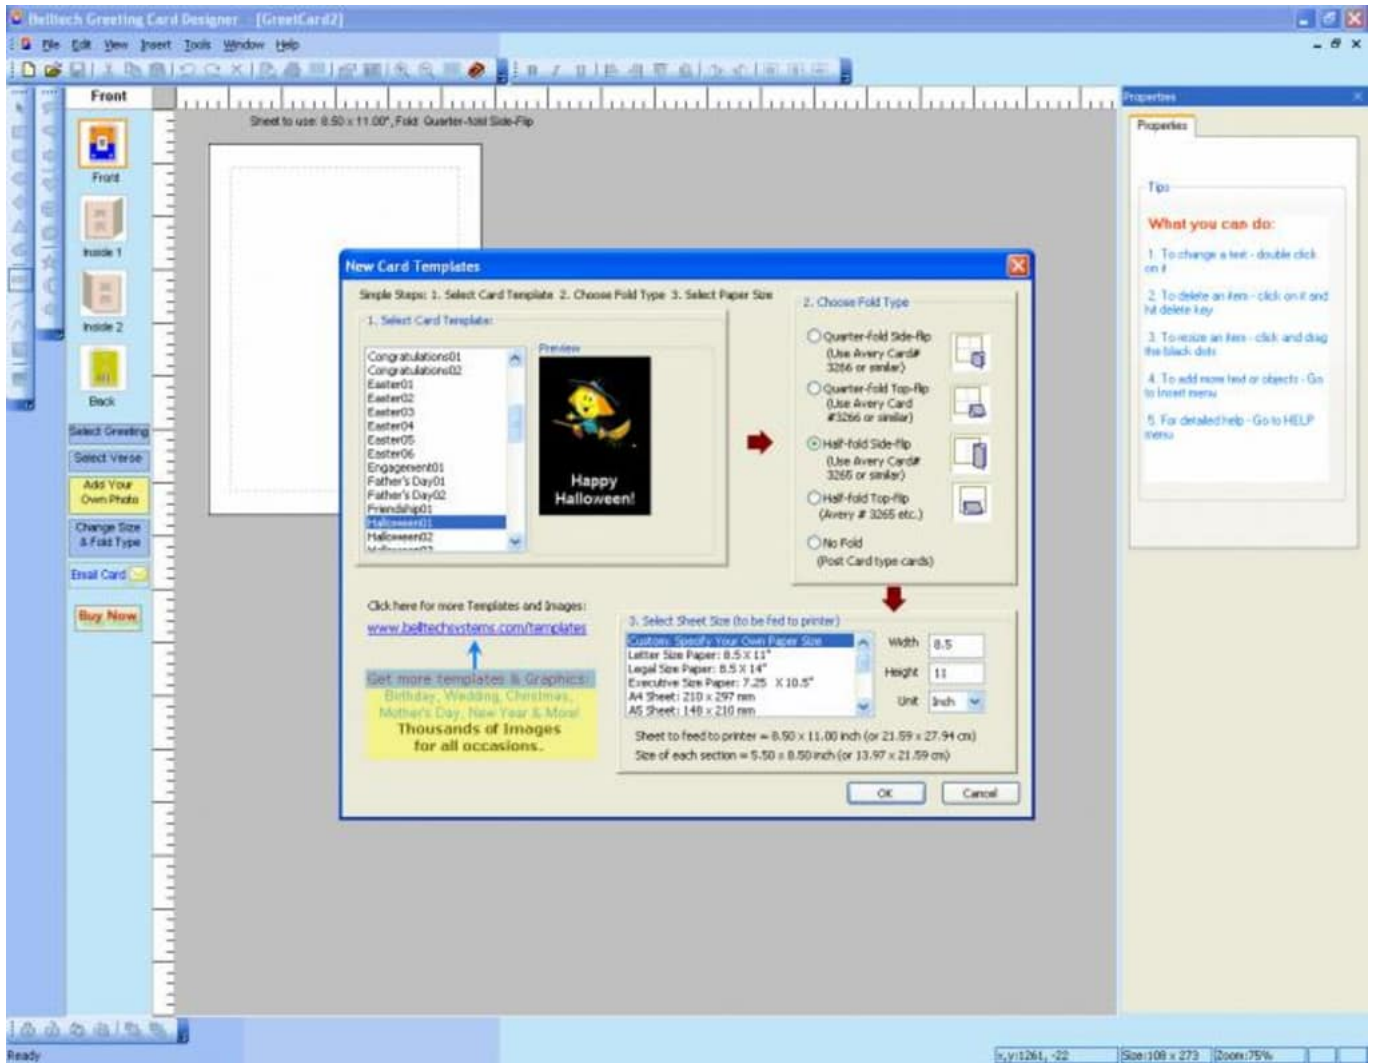 Belltech Greeting Card Designer - [GreetCard2]
File Edit View Insert Tools Window Help
Front
Sheet to use: 8.50 x 11.00", Fold: Quarter-fold Side-Flip
Front
Inside 1
Inside 2
Back
Select Greeting
Select Verse
Add Your
Own Photo
Change Size
& Fold Type
Email Card
Buy Now
New Card Templates
Simple Steps: 1. Select Card Template 2. Choose Fold Type 3. Select Paper Size
1. Select Card Template:
Congratulations01
Congratulations02
Easter01
Easter02
Easter03
Easter04
Easter05
Easter06
Engagement01
Father's Day01
Father's Day02
Friendship01
Halloween01
Halloween02
Preview
Happy
Halloween!
2. Choose Fold Type
Quarter-fold Side-flip
(Use Avery Card#
3266 or similar)
Quarter-fold Top-flip
(Use Avery Card
#3266 or similar)
Half-fold Side-flip
(Use Avery Card#
3265 or similar)
Half-fold Top-flip
(Avery # 3265 etc.)
No Fold
(Post Card type cards)
Click here for more Templates and Images:
www.belltechsystems.com/templates
Get more templates & Graphics:
Birthday, Wedding, Christmas,
Mother's Day, New Year & More!
Thousands of Images
for all occasions.
3. Select Sheet Size (to be fed to printer)
Custom: Specify Your Own Paper Size
Letter Size Paper: 8.5 X 11"
Legal Size Paper: 8.5 X 14"
Executive Size Paper: 7.25 X 10.5"
A4 Sheet: 210 x 297 mm
A5 Sheet: 148 x 210 mm
Width 8.5
Height 11
Unit Inch
Sheet to feed to printer = 8.50 x 11.00 inch (or 21.59 x 27.94 cm)
Size of each section = 5.50 x 8.50 inch (or 13.97 x 21.59 cm)
OK Cancel
Properties
Properties
Tips
What you can do:
1. To change a text - double click
on it
2. To delete an item - click on it and
hit delete key
3. To resize an item - click and drag
the black dots
4. To add more text or objects - Go
to Insert menu
5. For detailed help - Go to HELP
menu
Ready
x,y:1261, -22
Size:108 x 273
Zoom:75%